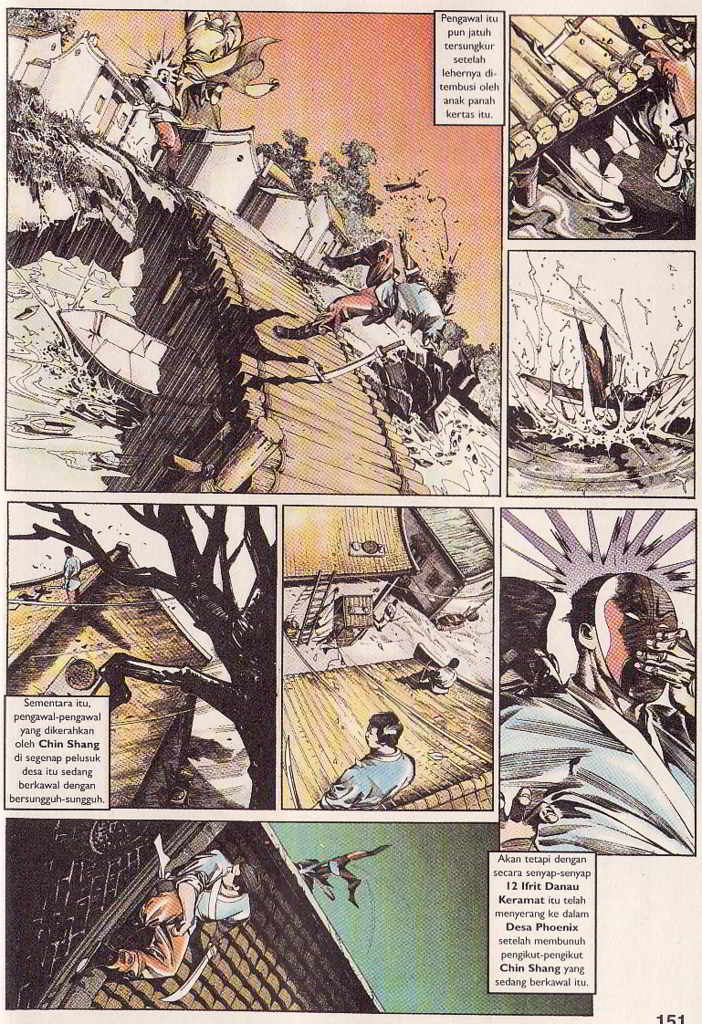 Pengawal itu
pun jatuh
tersungkur
setelah
lehernya di-
tembusi oleh
anak panah
kertas itu.
Sementara itu,
pengawal-pengawal
yang dikerahkan
oleh Chin Shang
di segenap pelusuk
desa itu sedang
berkawal dengan
bersungguh-sungguh.
Akan tetapi dengan
secara senyap-senyap
12 Ifrit Danau
Keramat itu telah
menyerang ke dalam
Desa Phoenix
setelah membunuh
pengikut-pengikut
Chin Shang yang
sedang berkawal itu.
151